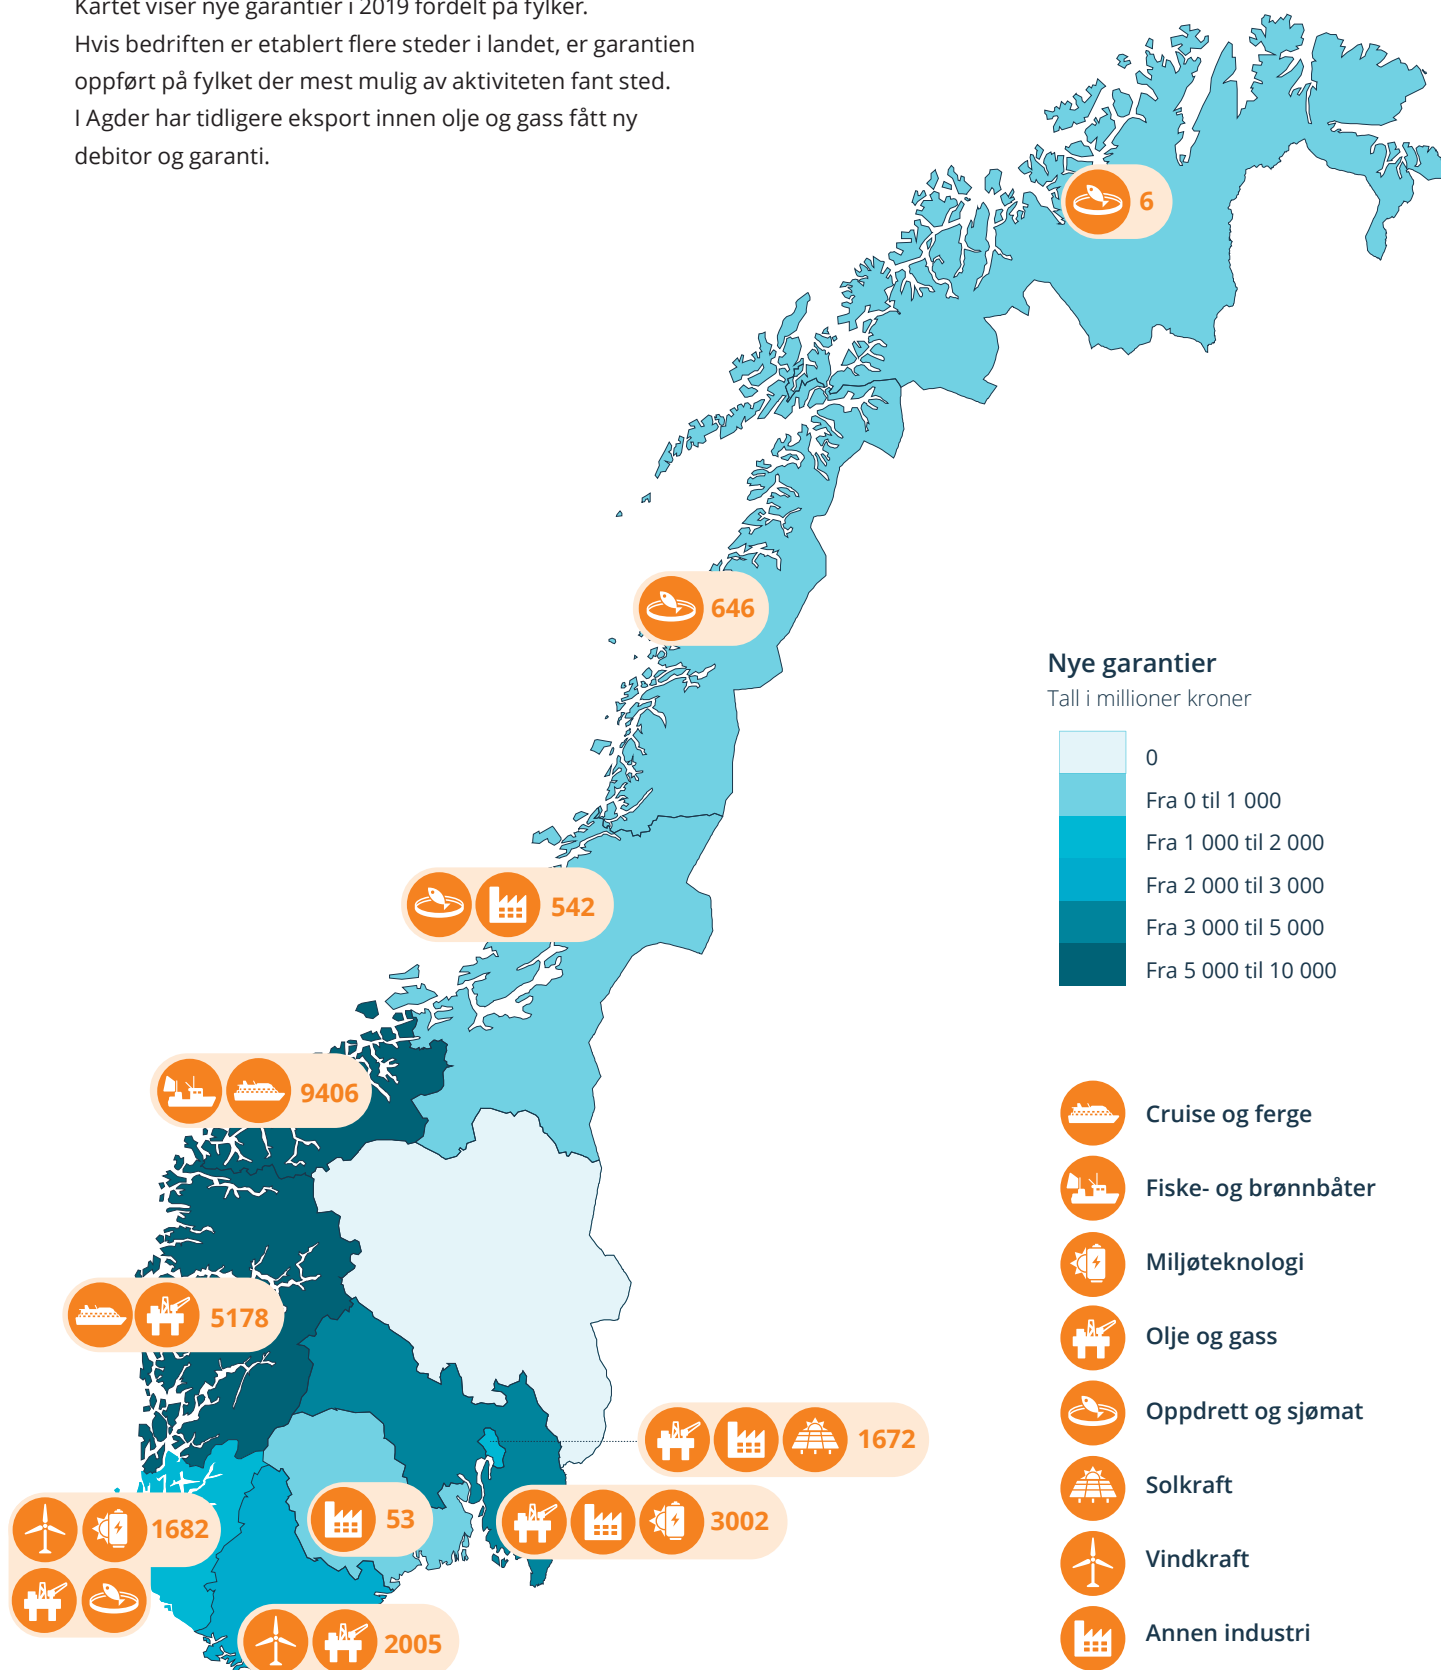 Kartet viser nye garantier i 2019 fordelt på fylker.
Hvis bedriften er etablert flere steder i landet, er garantien
oppført på fylket der mest mulig av aktiviteten fant sted.
I Agder har tidligere eksport innen olje og gass fått ny
debitor og garanti.
6
646
542
9406
5178
1672
53
3002
1682
2005
Nye garantier
Tall i millioner kroner
0
Fra 0 til 1 000
Fra 1 000 til 2 000
Fra 2 000 til 3 000
Fra 3 000 til 5 000
Fra 5 000 til 10 000
Cruise og ferge
Fiske- og brønnbåter
Miljøteknologi
Olje og gass
Oppdrett og sjømat
Solkraft
Vindkraft
Annen industri